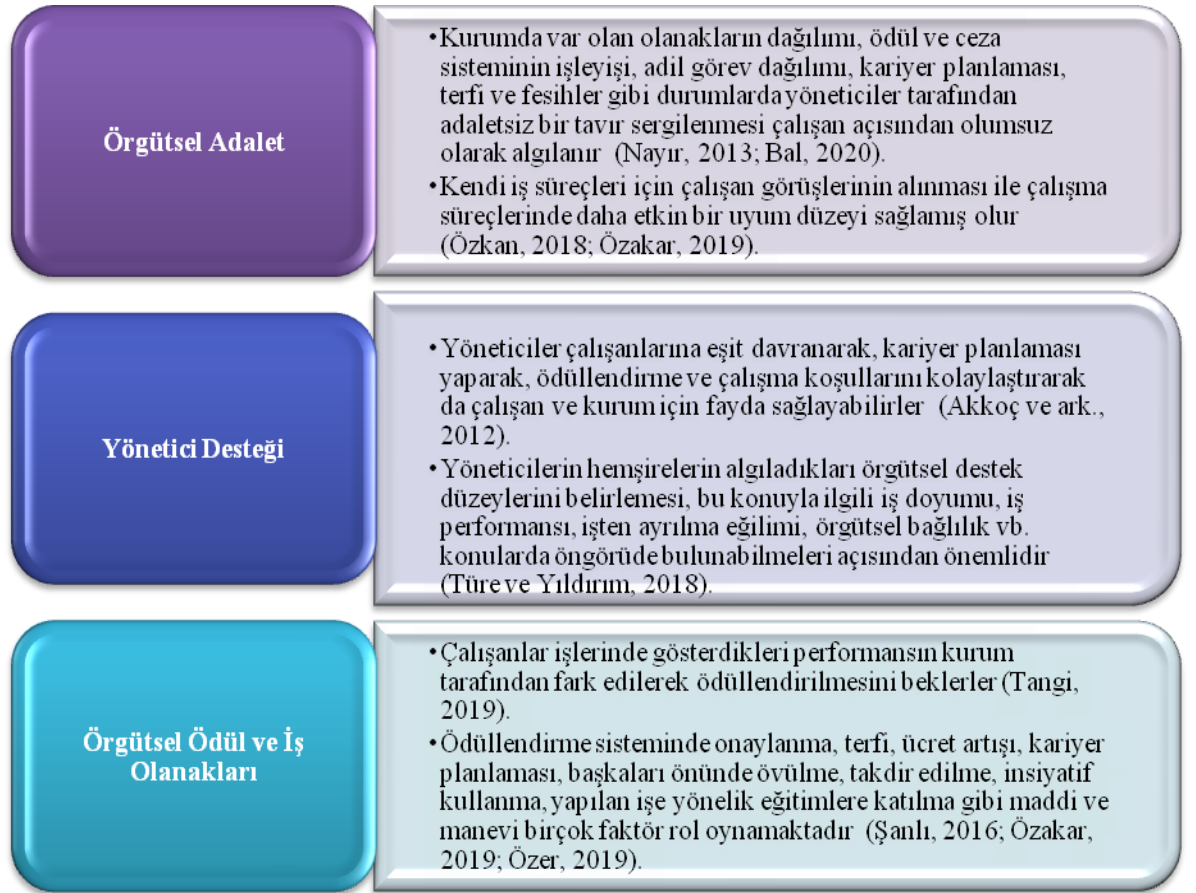 Örgütsel Adalet
•Kurumda var olan olanakların dağılımı, ödül ve ceza
sisteminin işleyişi, adil görev dağılımı, kariyer planlaması,
terfi ve fesihler gibi durumlarda yöneticiler tarafından
adaletsiz bir tavır sergilenmesi çalışan açısından olumsuz
olarak algılanır (Nayır, 2013; Bal, 2020).
•Kendi iş süreçleri için çalışan görüşlerinin alınması ile çalışma
süreçlerinde daha etkin bir uyum düzeyi sağlamış olur
(Özkan, 2018; Özakar, 2019).
Yönetici Desteği
•Yöneticiler çalışanlarına eşit davranarak, kariyer planlaması
yaparak, ödüllendirme ve çalışma koşullarını kolaylaştırarak
da çalışan ve kurum için fayda sağlayabilirler (Akkoç ve ark.,
2012).
•Yöneticilerin hemşirelerin algıladıkları örgütsel destek
düzeylerini belirlemesi, bu konuyla ilgili iş doyumu, iş
performansı, işten ayrılma eğilimi, örgütsel bağlılık vb.
konularda öngörüde bulunabilmeleri açısından önemlidir
(Türe ve Yıldırım, 2018).
Örgütsel Ödül ve İş
Olanakları
•Çalışanlar işlerinde gösterdikleri performansın kurum
tarafından fark edilerek ödüllendirilmesini beklerler (Tangi,
2019).
•Ödüllendirme sisteminde onaylanma, terfi, ücret artışı, kariyer
planlaması, başkaları önünde övülme, takdir edilme, insiyatif
kullanma, yapılan işe yönelik eğitimlere katılma gibi maddi ve
manevi birçok faktör rol oynamaktadır (Şanlı, 2016; Özakar,
2019; Özer, 2019).